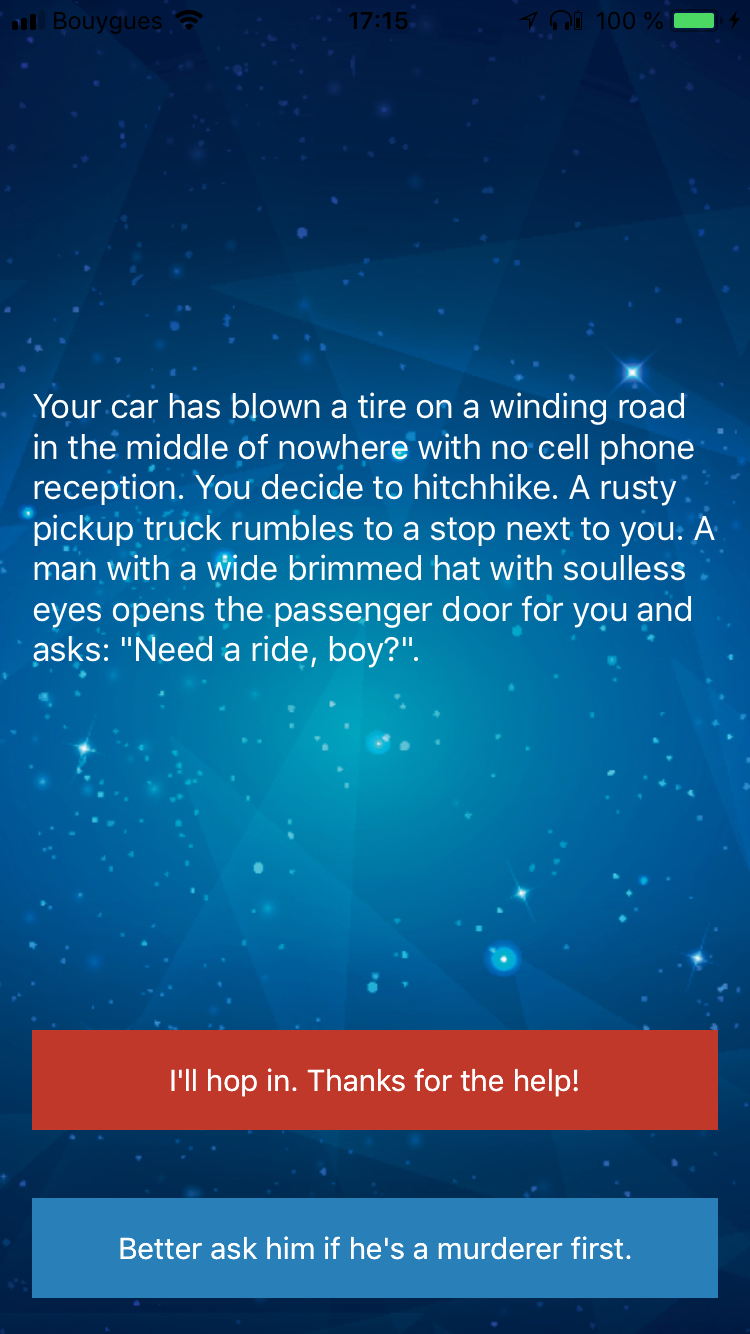 Bouygues 17:15 100 %
Your car has blown a tire on a winding road
in the middle of nowhere with no cell phone
reception. You decide to hitchhike. A rusty
pickup truck rumbles to a stop next to you. A
man with a wide brimmed hat with soulless
eyes opens the passenger door for you and
asks: "Need a ride, boy?".
I'll hop in. Thanks for the help!
Better ask him if he's a murderer first.